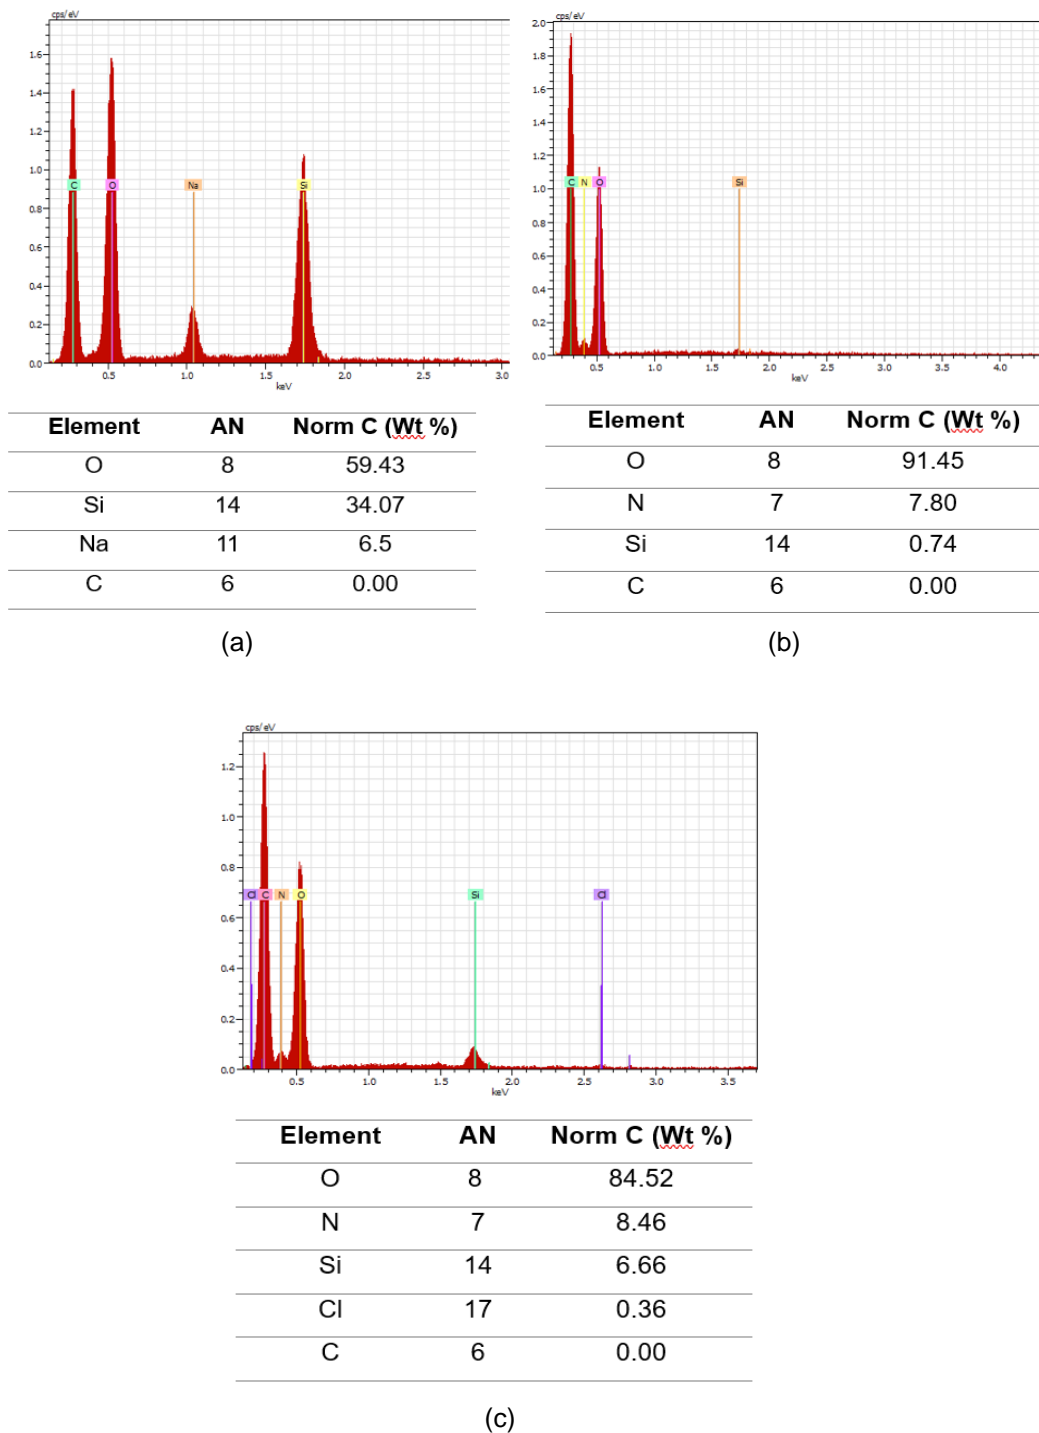 cps/eV
1.6
1.4
1.2
1.0
0.8
0.6
0.4
0.2
0.0
C O Na Si
0.5 1.0 1.5 2.0 2.5 3.0
keV
Element AN Norm C (Wt %)
O 8 59.43
Si 14 34.07
Na 11 6.5
C 6 0.00
(a)
cps/eV
2.0
1.8
1.6
1.4
1.2
1.0
0.8
0.6
0.4
0.2
0.0
C N O Si
0.5 1.0 1.5 2.0 2.5 3.0 3.5 4.0
keV
Element AN Norm C (Wt %)
O 8 91.45
N 7 7.80
Si 14 0.74
C 6 0.00
(b)
cps/eV
1.2
1.0
0.8
0.6
0.4
0.2
0.0
Cl C N O Si Cl
0.5 1.0 1.5 2.0 2.5 3.0 3.5
keV
Element AN Norm C (Wt %)
O 8 84.52
N 7 8.46
Si 14 6.66
Cl 17 0.36
C 6 0.00
(c)